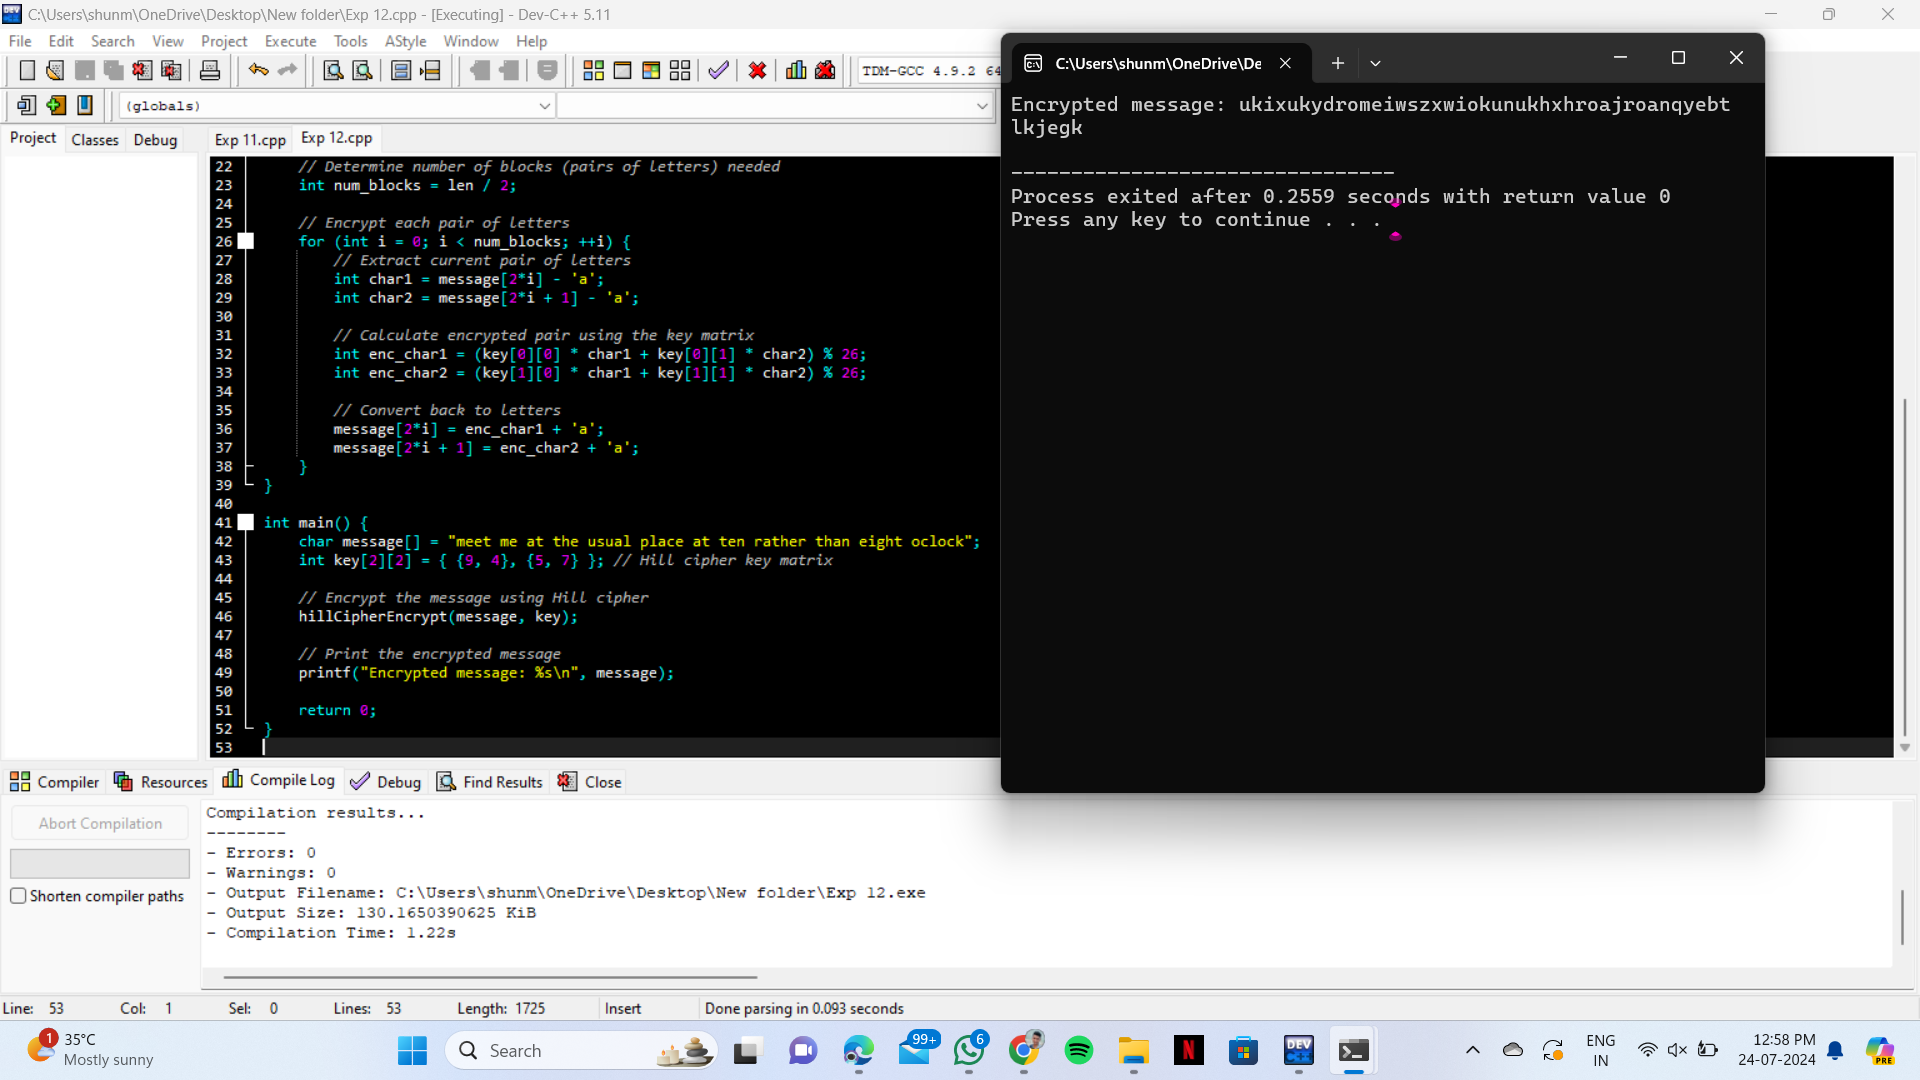 C:\Users\shunm\OneDrive\Desktop\New folder\Exp 12.cpp - [Executing] - Dev-C++ 5.11
File Edit Search View Project Execute Tools AStyle Window Help
TDM-GCC 4.9.2 64
(globals)
Project Classes Debug
Exp 11.cpp Exp 12.cpp
22 // Determine number of blocks (pairs of letters) needed
23 int num_blocks = len / 2;
24
25 // Encrypt each pair of letters
26 for (int i = 0; i < num_blocks; ++i) {
27 // Extract current pair of letters
28 int char1 = message[2*i] - 'a';
29 int char2 = message[2*i + 1] - 'a';
30
31 // Calculate encrypted pair using the key matrix
32 int enc_char1 = (key[0][0] * char1 + key[0][1] * char2) % 26;
33 int enc_char2 = (key[1][0] * char1 + key[1][1] * char2) % 26;
34
35 // Convert back to letters
36 message[2*i] = enc_char1 + 'a';
37 message[2*i + 1] = enc_char2 + 'a';
38 }
39 }
40
41 int main() {
42 char message[] = "meet me at the usual place at ten rather than eight oclock";
43 int key[2][2] = { {9, 4}, {5, 7} }; // Hill cipher key matrix
44
45 // Encrypt the message using Hill cipher
46 hillCipherEncrypt(message, key);
47
48 // Print the encrypted message
49 printf("Encrypted message: %s\n", message);
50
51 return 0;
52 }
53
C:\Users\shunm\OneDrive\De
Encrypted message: ukixukydromeiwszxwiokunukhxhroajroanqyebt
lkjegk
--------------------------------
Process exited after 0.2559 seconds with return value 0
Press any key to continue . . .
Compiler Resources Compile Log Debug Find Results Close
Abort Compilation
Shorten compiler paths
Compilation results...
--------
- Errors: 0
- Warnings: 0
- Output Filename: C:\Users\shunm\OneDrive\Desktop\New folder\Exp 12.exe
- Output Size: 130.1650390625 KiB
- Compilation Time: 1.22s
Line: 53 Col: 1 Sel: 0 Lines: 53 Length: 1725 Insert Done parsing in 0.093 seconds
1
35°C
Mostly sunny
Search
99+
6
N
DEV
C++
ENG
IN
12:58 PM
24-07-2024
PRE